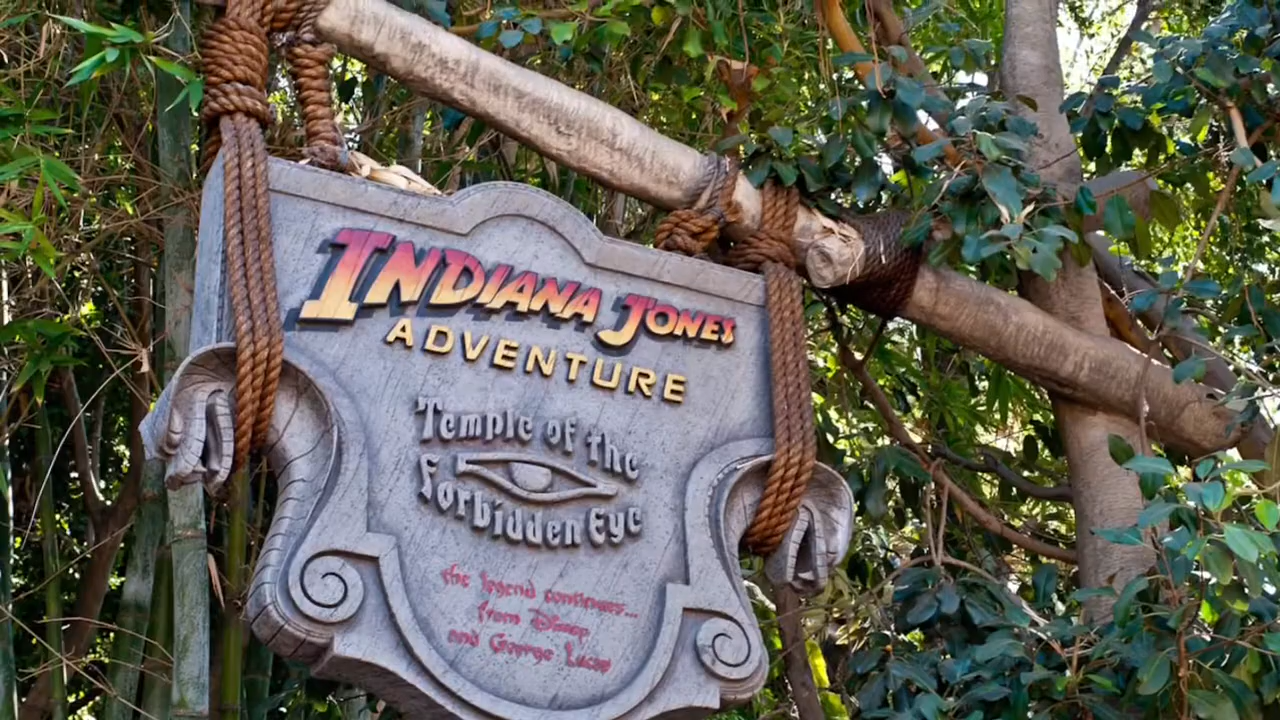 INDIANA JONES
ADVENTURE
Temple of the
Forbidden Eye
the legend continues...
from Disney
and George Lucas